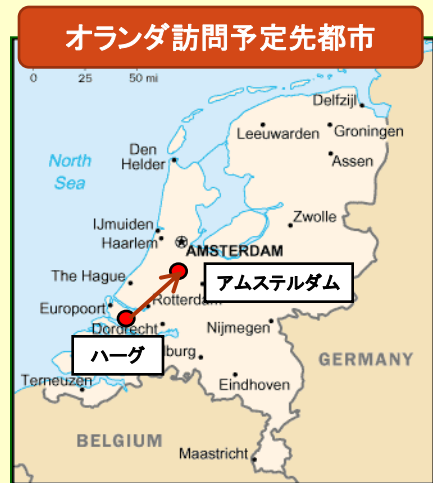 オランダ訪問予定先都市
0 25 50 mi
Delfzijl
Leeuwarden
Groningen
Assen
Den
Helder
North
Sea
Zwolle
IJmuiden
Haarlem
AMSTERDAM
The Hague
アムステルダム
Europoort
Rotterdam
Dordrecht
Nijmegen
ハーグ
burg
GERMANY
Terneuzen
Eindhoven
BELGIUM
Maastricht